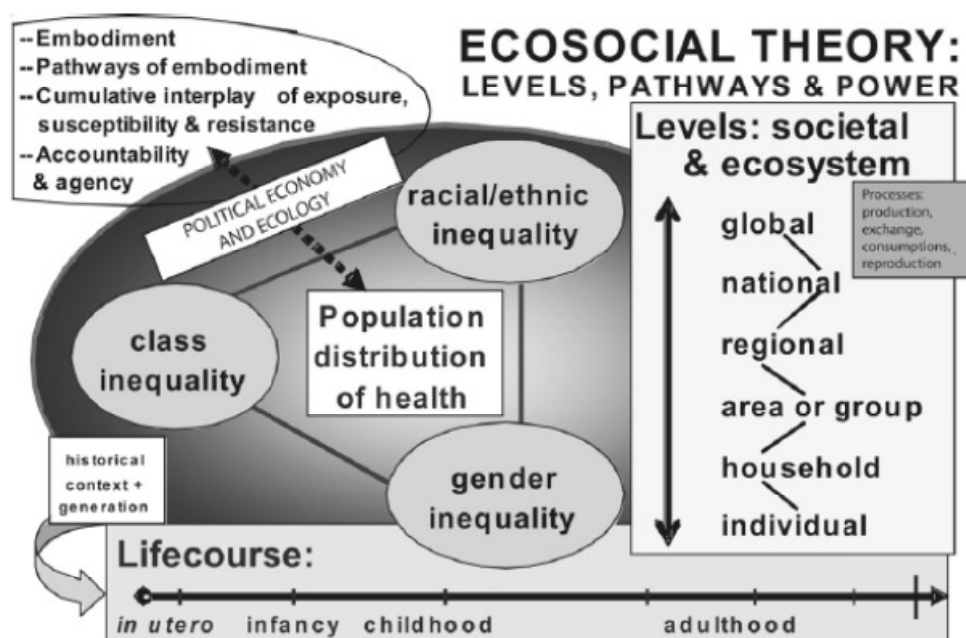 --Embodiment
--Pathways of embodiment
--Cumulative interplay of exposure,
susceptibility & resistance
--Accountability
& agency
ECOSOCIAL THEORY:
LEVELS, PATHWAYS & POWER
POLITICAL ECONOMY
AND ECOLOGY
racial/ethnic
inequality
class
inequality
Population
distribution
of health
gender
inequality
Levels: societal
& ecosystem
global
national
regional
area or group
household
individual
Processes:
production,
exchange,
consumptions,
reproduction
historical
context +
generation
Lifecourse:
in utero infancy childhood adulthood